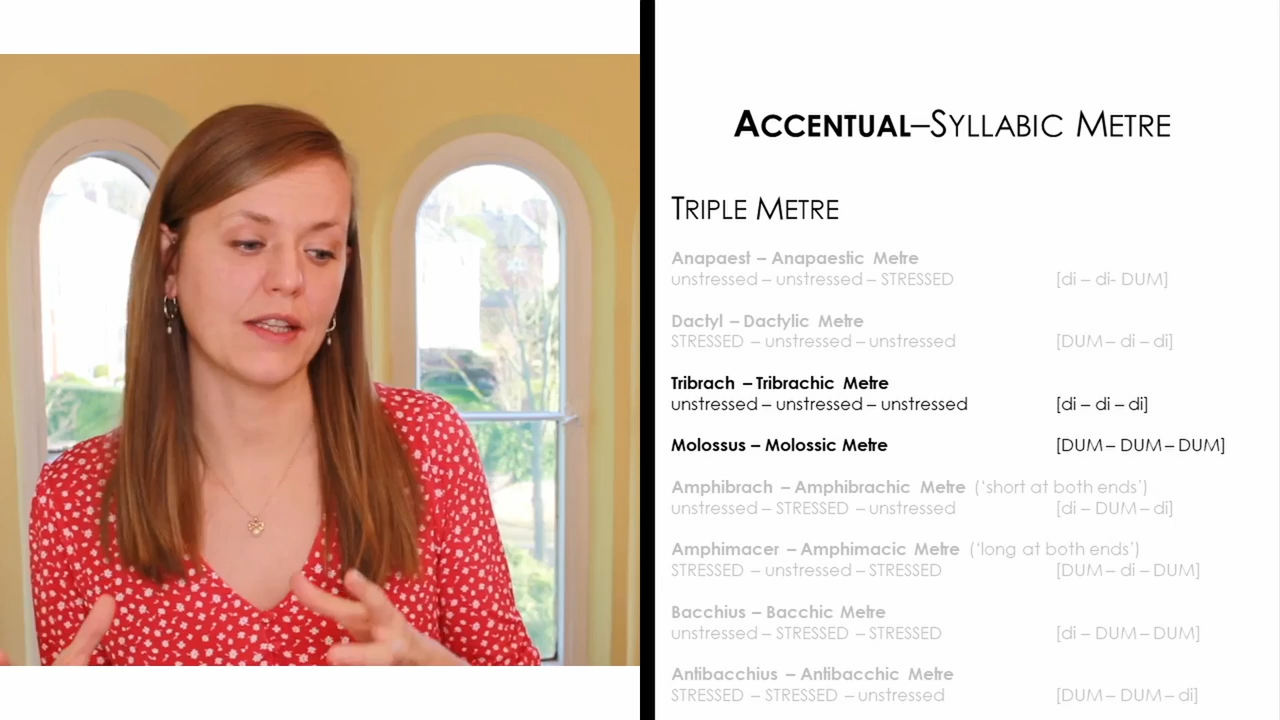 ACCENTUAL–SYLLABIC METRE
TRIPLE METRE
Anapaest – Anapaestic Metre
unstressed – unstressed – STRESSED [di – di- DUM]
Dactyl – Dactylic Metre
STRESSED – unstressed – unstressed [DUM – di – di]
Tribrach – Tribrachic Metre
unstressed – unstressed – unstressed [di – di – di]
Molossus – Molossic Metre [DUM – DUM – DUM]
Amphibrach – Amphibrachic Metre (‘short at both ends’)
unstressed – STRESSED – unstressed [di – DUM – di]
Amphimacer – Amphimacic Metre (‘long at both ends’)
STRESSED – unstressed – STRESSED [DUM – di – DUM]
Bacchius – Bacchic Metre
unstressed – STRESSED – STRESSED [di – DUM – DUM]
Antibacchius – Antibacchic Metre
STRESSED – STRESSED – unstressed [DUM – DUM – di]